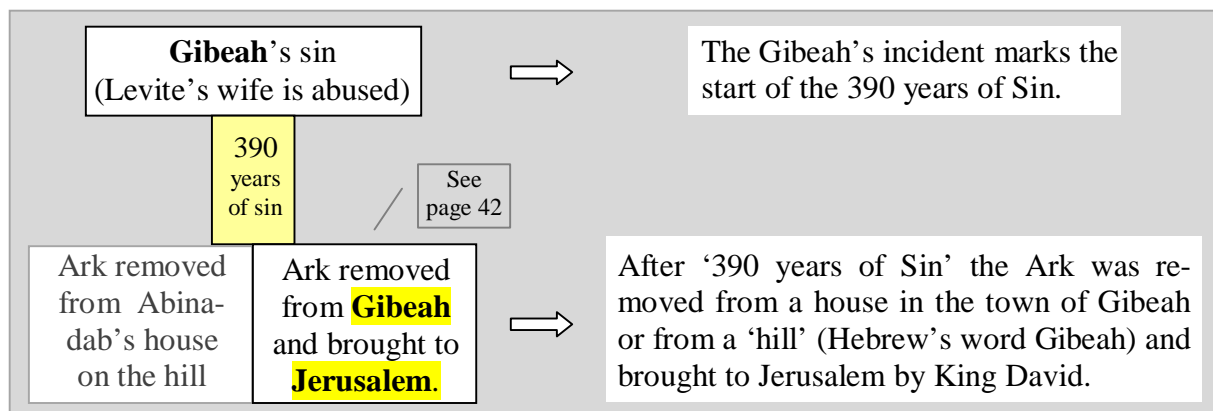 Gibeah’s sin
(Levite’s wife is abused)
The Gibeah’s incident marks the
start of the 390 years of Sin.
390
years
of sin
See
page 42
Ark removed
from Abina-
dab’s house
on the hill
Ark removed
from Gibeah
and brought to
Jerusalem.
After ‘390 years of Sin’ the Ark was re-
moved from a house in the town of Gibeah
or from a ‘hill’ (Hebrew’s word Gibeah) and
brought to Jerusalem by King David.